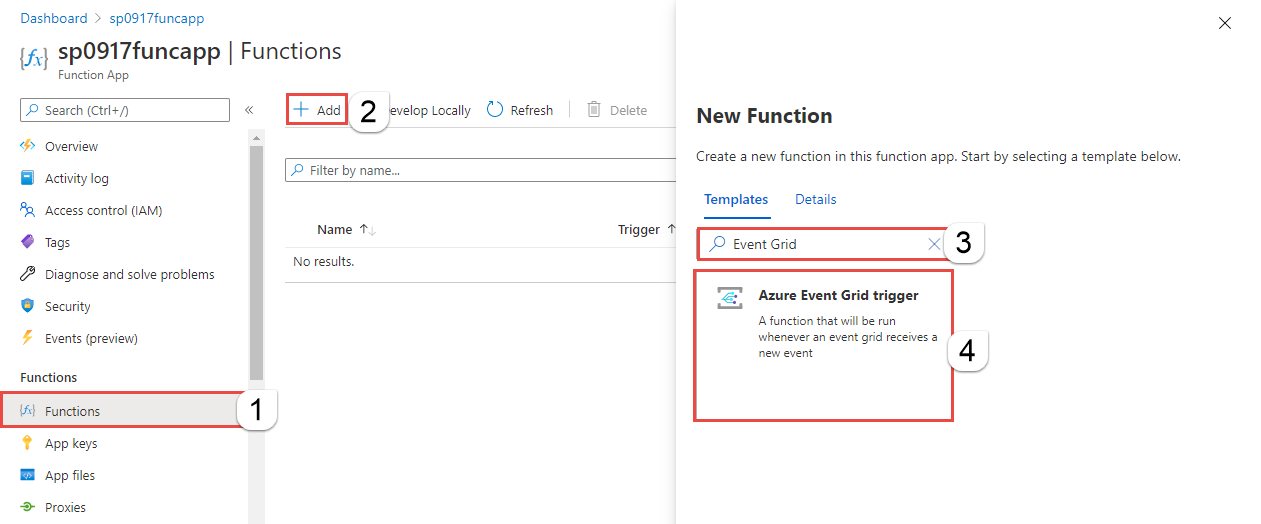 Dashboard > sp0917funcapp
{fx} sp0917funcapp | Functions
Function App
Search (Ctrl+/) «
Overview
Activity log
Access control (IAM)
Tags
Diagnose and solve problems
Security
Events (preview)
Functions
{fx} Functions 1
App keys
App files
Proxies
+ Add 2 evelop Locally Refresh Delete
Filter by name...
Name ↑↓ Trigger ↑
No results.
New Function
Create a new function in this function app. Start by selecting a template below.
Templates Details
Event Grid 3
Azure Event Grid trigger
A function that will be run
whenever an event grid receives a
new event
4